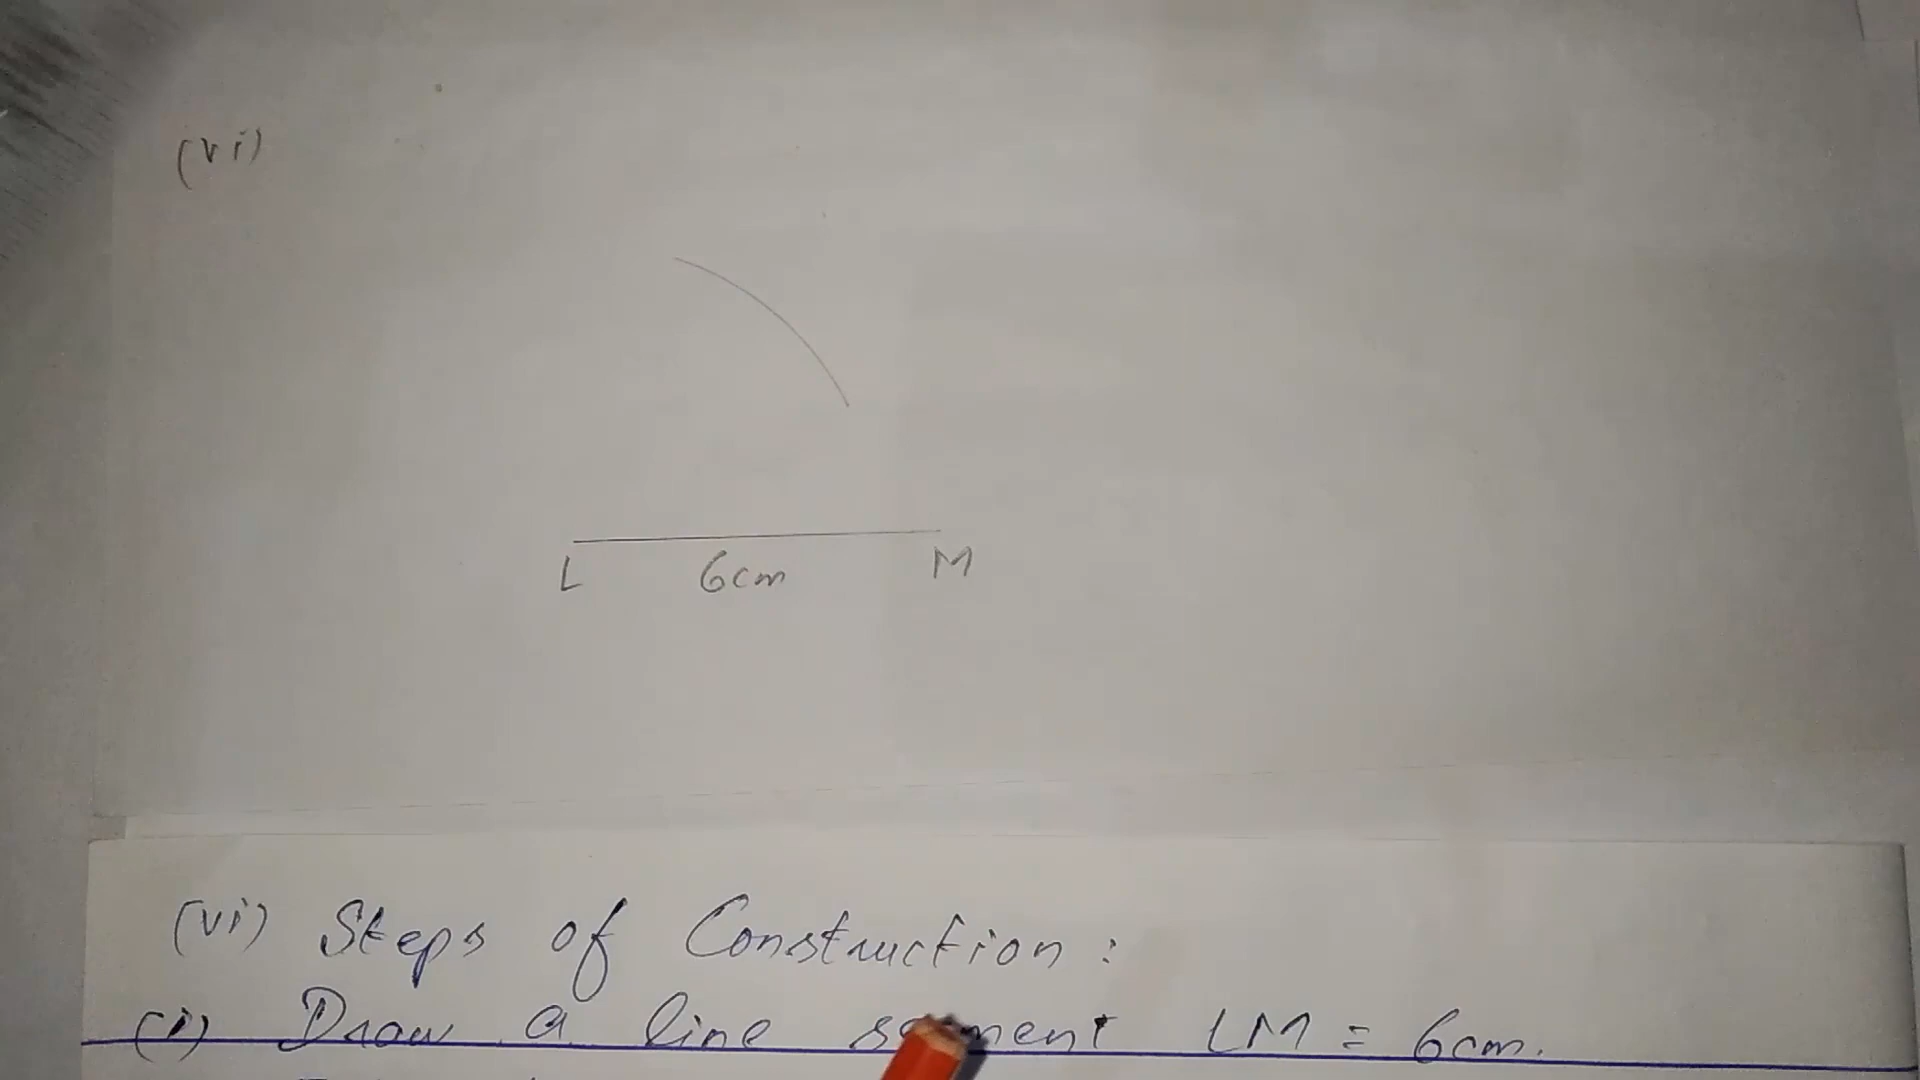 (vi)
L 6cm M
(vi) Steps of Construction :
(i) Draw a line segment LM = 6cm.